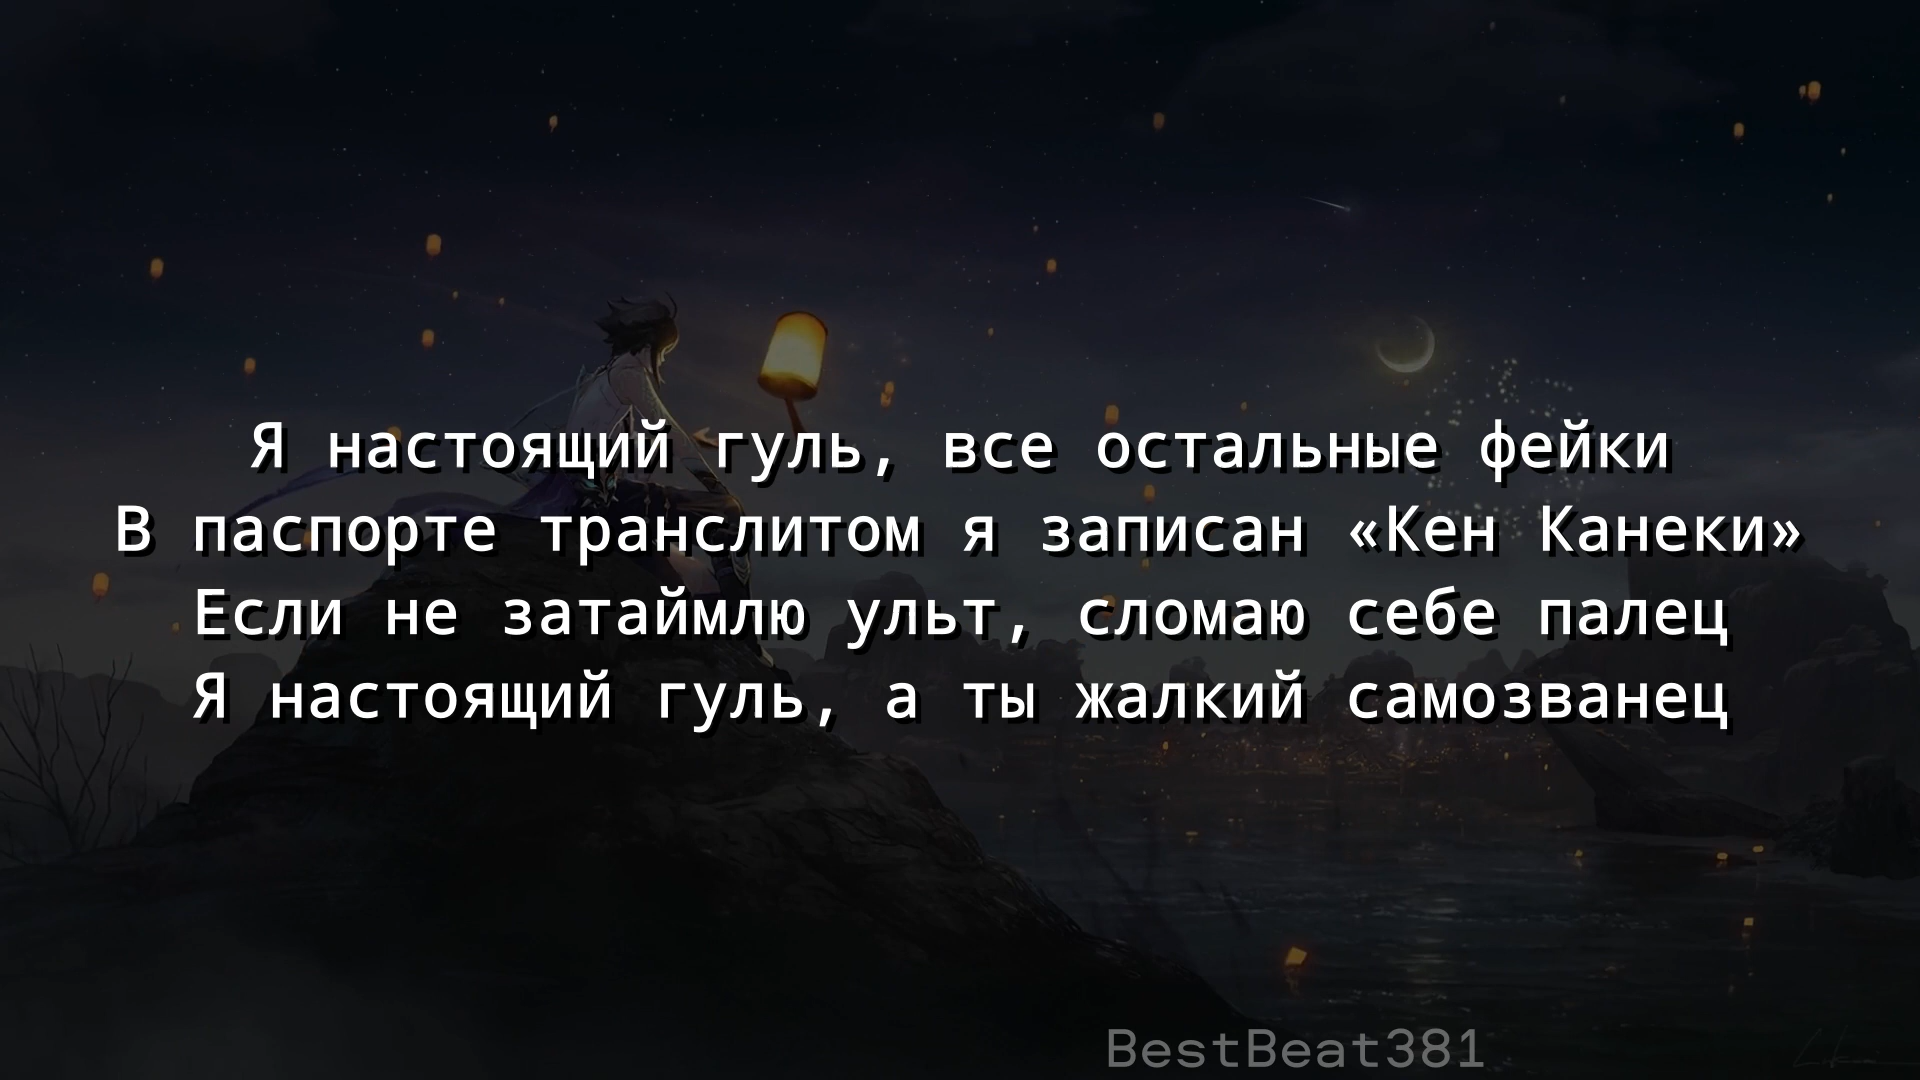 Я настоящий гуль, все остальные фейки
В паспорте транслитом я записан «Кен Канеки»
Если не затаймлю ульт, сломаю себе палец
Я настоящий гуль, а ты жалкий самозванец
BestBeat381